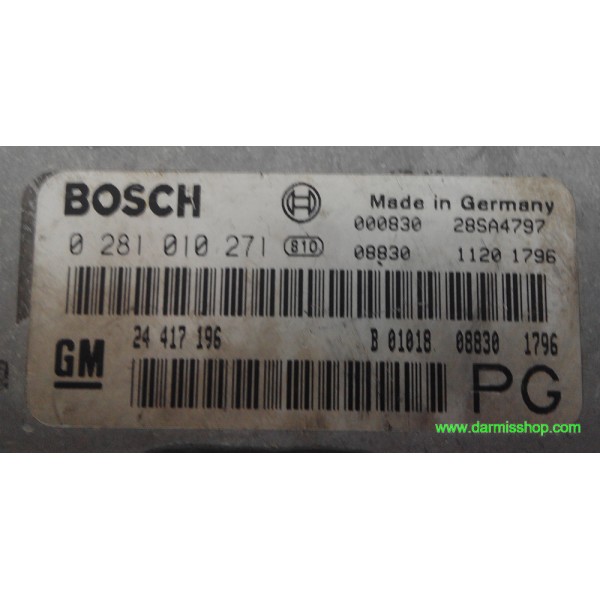 BOSCH Made in Germany
000830 28SA4797
0 281 010 271 S10 08830 1120 1796
24 417 196 B 01018 08830 1796
GM PG
www.darmisshop.com